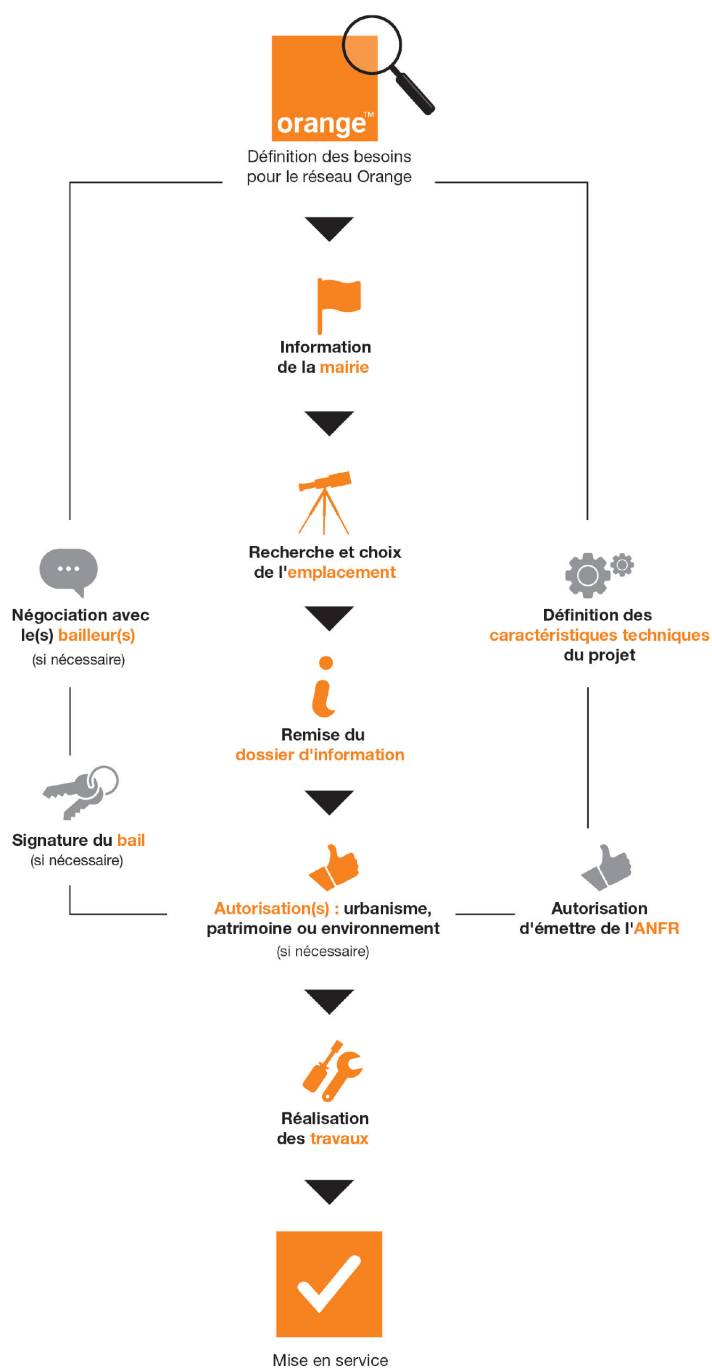 orange™
Définition des besoins
pour le réseau Orange
Information
de la mairie
Recherche et choix
de l'emplacement
Négociation avec
le(s) bailleur(s)
(si nécessaire)
Définition des
caractéristiques techniques
du projet
Remise du
dossier d'information
Signature du bail
(si nécessaire)
Autorisation(s) : urbanisme,
patrimoine ou environnement
(si nécessaire)
Autorisation
d'émettre de l'ANFR
Réalisation
des travaux
Mise en service